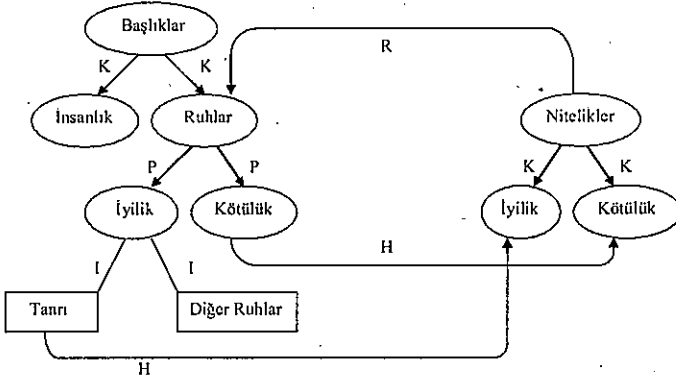 Başlıklar
R
K
K
İnsanlık
Ruhlar
Nitelikler
P
P
K
K
İyilik
Kötülük
İyilik
Kötülük
H
I
I
Tanrı
Diğer Ruhlar
H